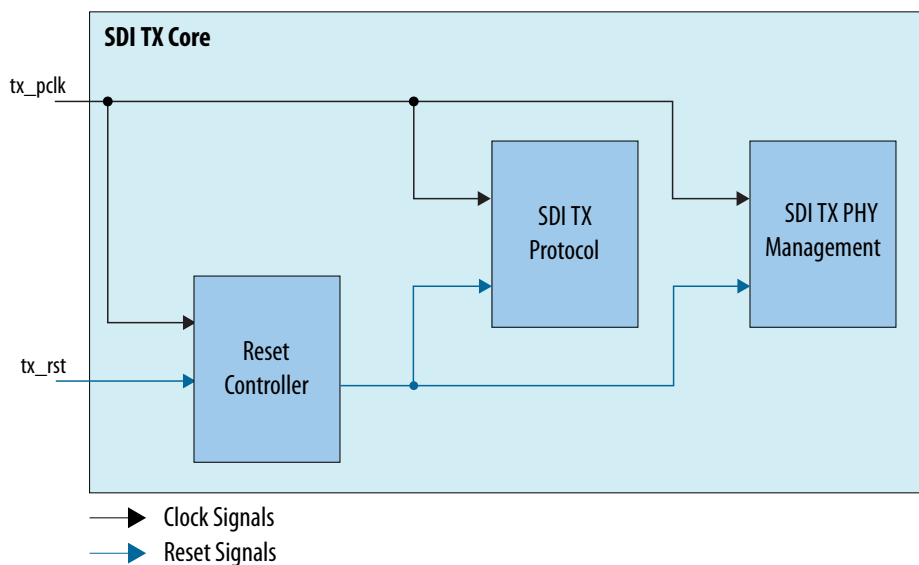 SDI TX Core
tx_pclk
SDI TX
Protocol
SDI TX PHY
Management
Reset
Controller
tx_rst
Clock Signals
Reset Signals